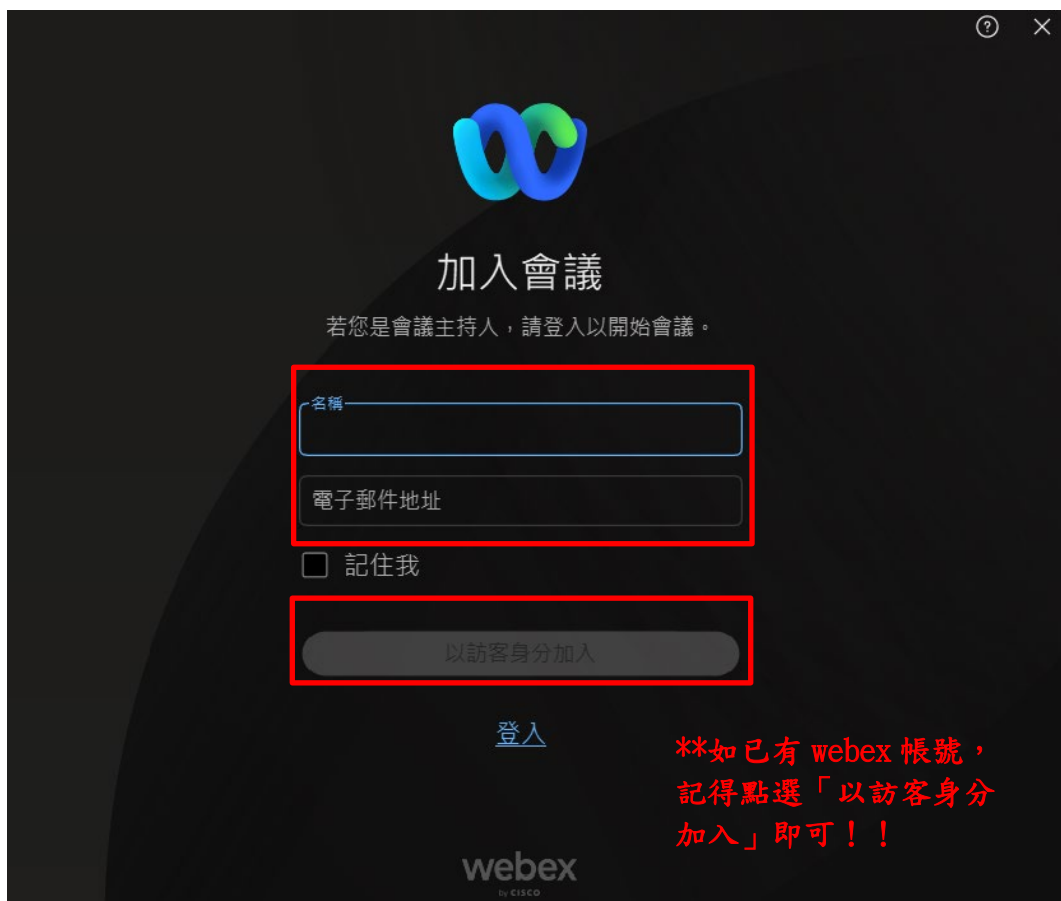 加入會議
若您是會議主持人，請登入以開始會議。
名稱
電子郵件地址
記住我
以訪客身分加入
登入
**如已有 webex 帳號，
記得點選「以訪客身分
加入」即可！！
webex
by CISCO